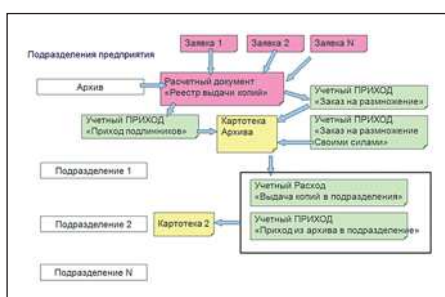 Заявка 1
Заявка 2
Заявка N
Подразделения предприятия
Архив
Расчетный документ
«Реестр выдачи копий»
Учетный ПРИХОД
«Заказ на размножение»
Учетный ПРИХОД
«Приход подлинников»
Картотека
Архива
Учетный ПРИХОД
«Заказ на размножение
Своими силами»
Подразделение 1
Учетный Расход
«Выдача копий в подразделения»
Подразделение 2
Картотека 2
Учетный ПРИХОД
«Приход из архива в подразделение»
Подразделение N